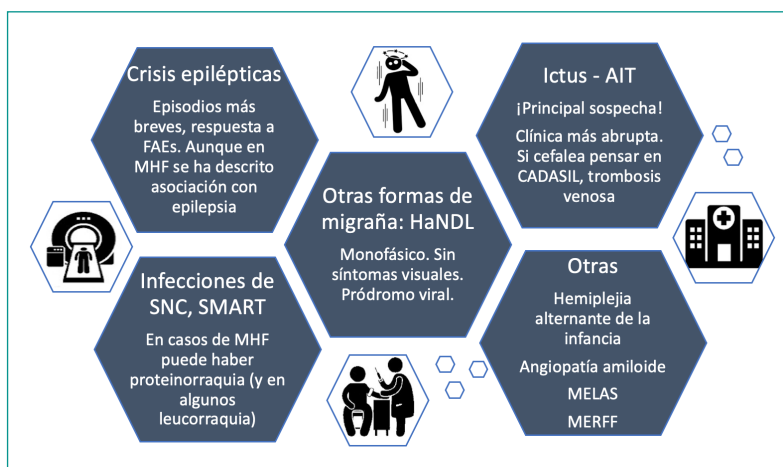 Crisis epilépticas
Episodios más
breves, respuesta a
FAEs. Aunque en
MHF se ha descrito
asociación con
epilepsia
Ictus - AIT
¡Principal sospecha!
Clínica más abrupta.
Si cefalea pensar en
CADASIL, trombosis
venosa
Otras formas de
migraña: HaNDL
Monofásico. Sin
síntomas visuales.
Pródromo viral.
Infecciones de
SNC, SMART
En casos de MHF
puede haber
proteinorraquia (y en
algunos
leucorraquia)
Otras
Hemiplejia
alternante de la
infancia
Angiopatía amiloide
MELAS
MERFF